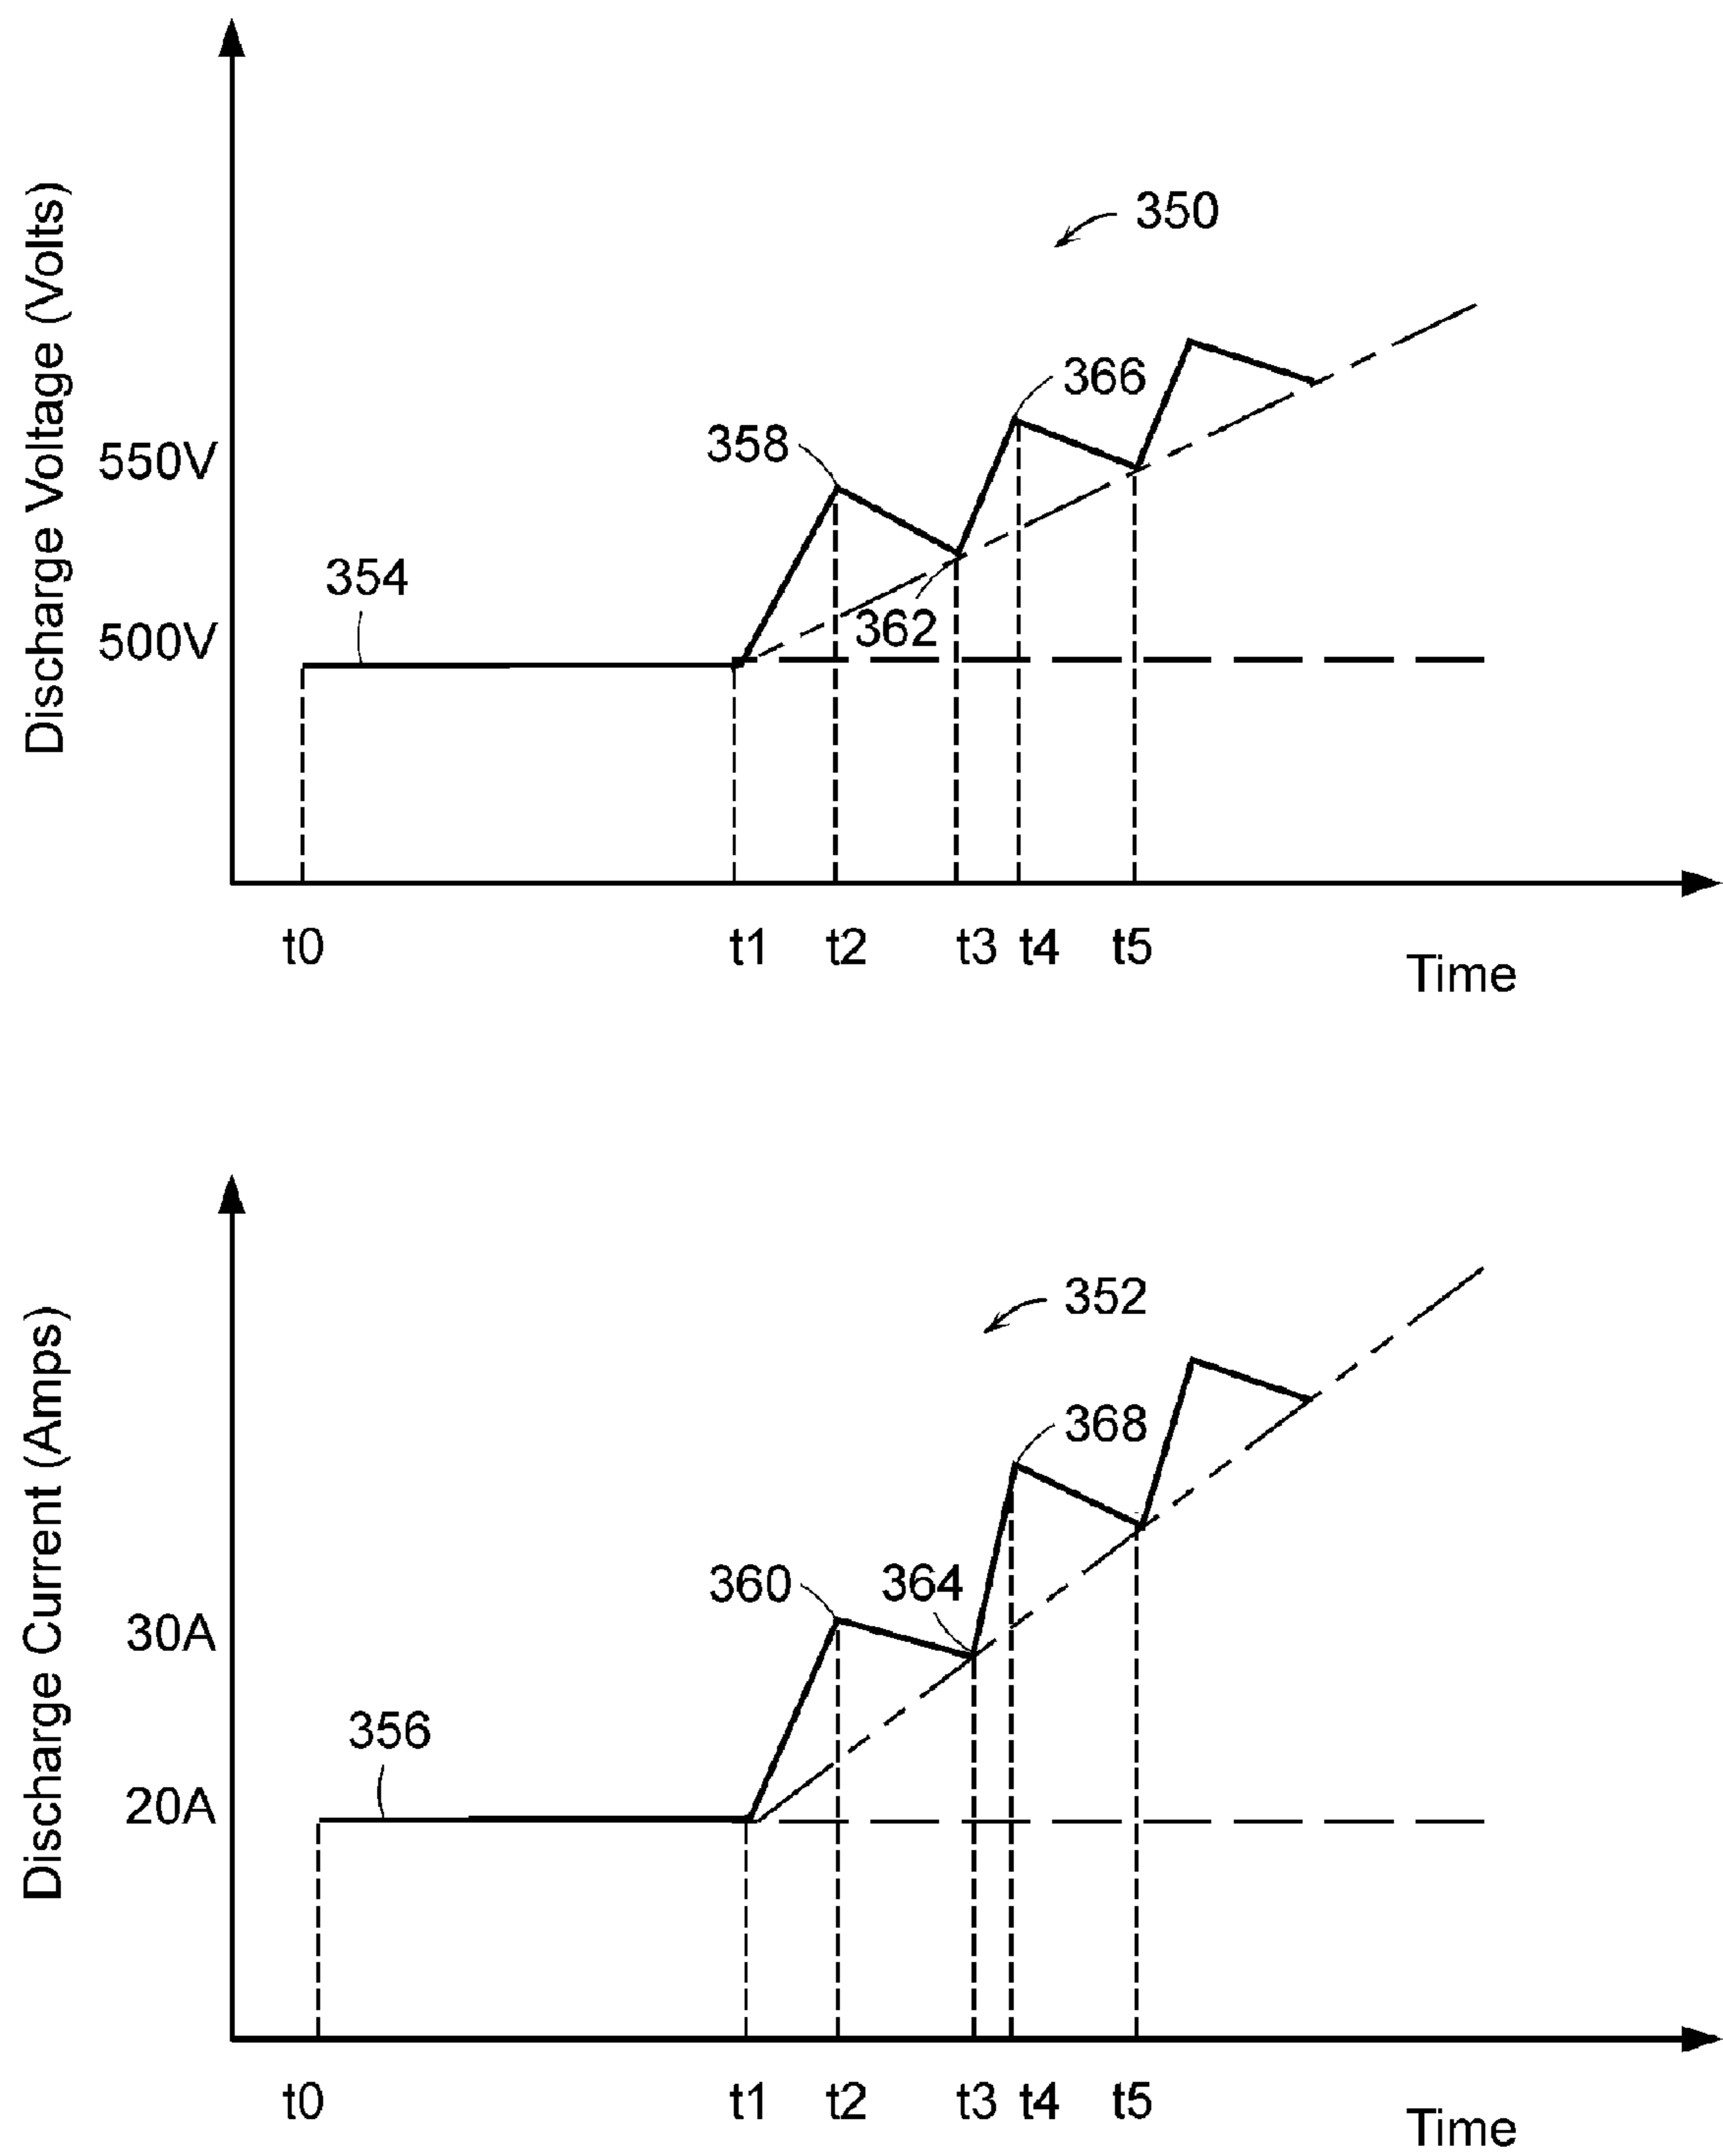 Discharge Voltage (Volts)
350
366
358
550V
354
500V
362
t0 t1 t2 t3 t4 t5
Time
Discharge Current (Amps)
352
368
360 364
30A
356
20A
t0 t1 t2 t3 t4 t5
Time